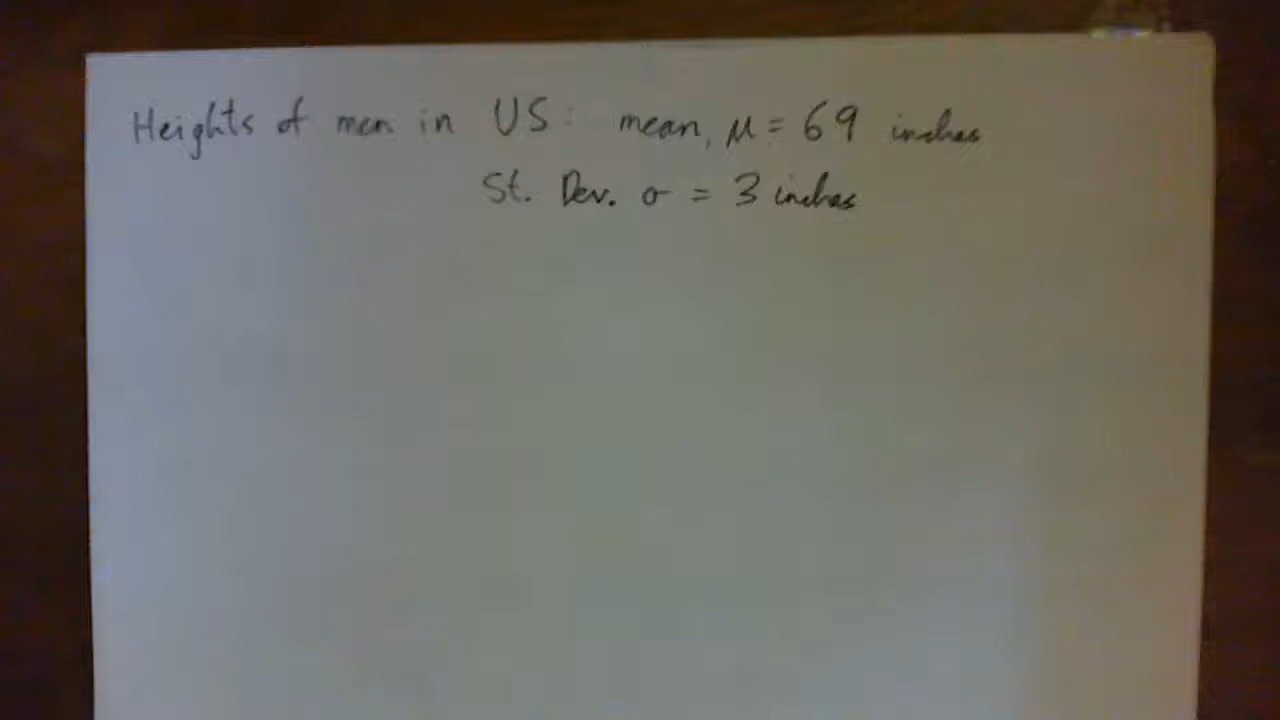 Heights of men in US: mean, μ = 69 inches
St. Dev. σ = 3 inches